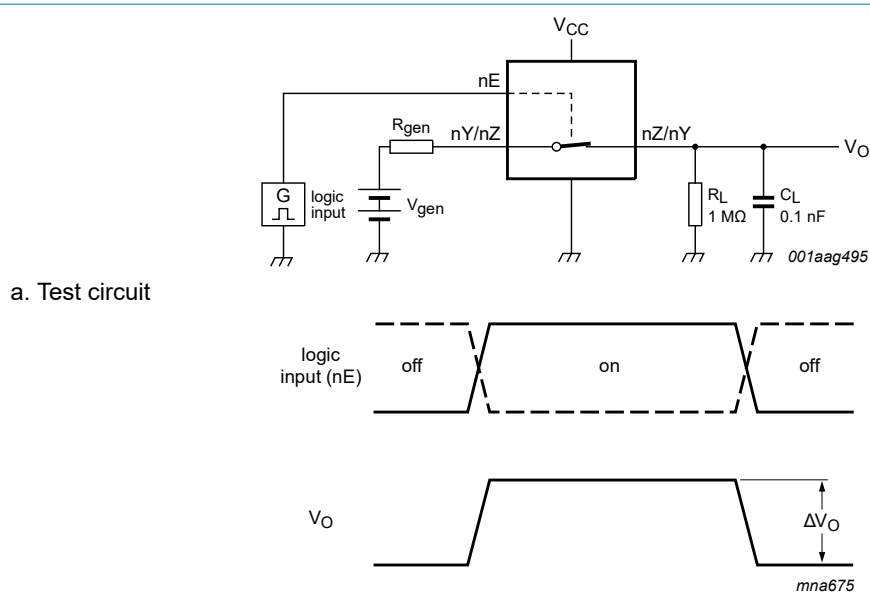 VCC
nE
Rgen
nY/nZ
nZ/nY
VO
G
logic
input
Vgen
RL
1 MΩ
CL
0.1 nF
001aag495
a. Test circuit
logic
input (nE)
off
on
off
VO
ΔVO
mna675